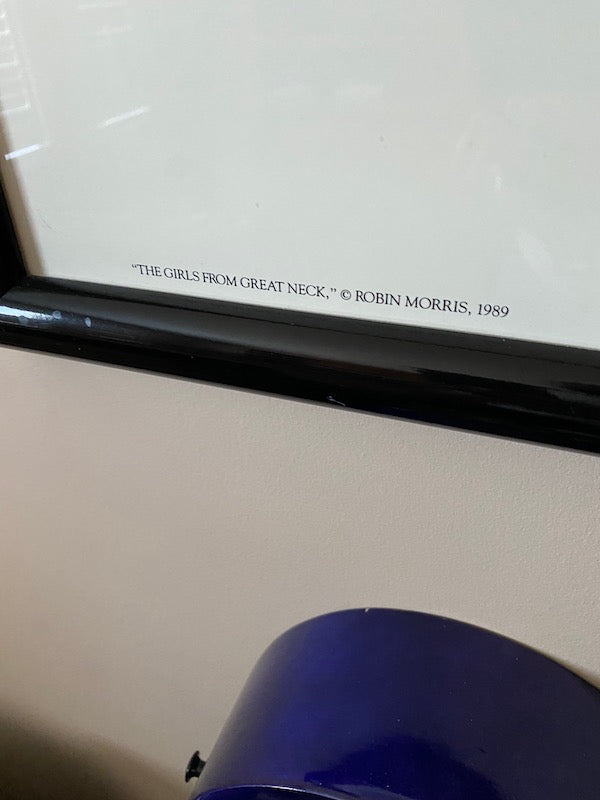 “THE GIRLS FROM GREAT NECK,” © ROBIN MORRIS, 1989